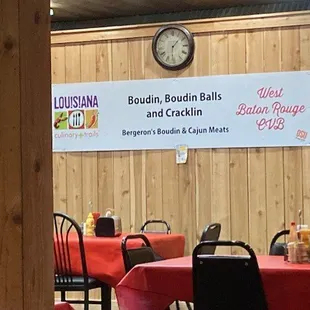 LOUISIANA
culinary trails
Boudin, Boudin Balls
and Cracklin
Bergeron's Boudin & Cajun Meats
West
Baton Rouge
CVB